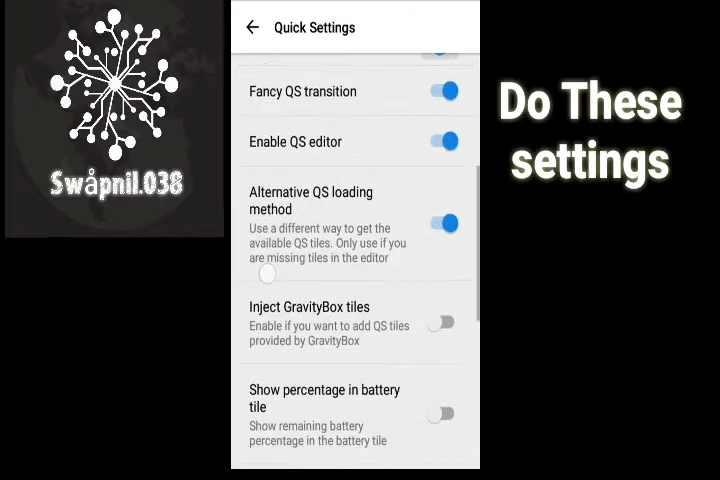 Quick Settings
Fancy QS transition
Enable QS editor
Alternative QS loading
method
Use a different way to get the
available QS tiles. Only use if you
are missing tiles in the editor
Inject GravityBox tiles
Enable if you want to add QS tiles
provided by GravityBox
Show percentage in battery
tile
Show remaining battery
percentage in the battery tile
Swåpnil.038
Do These
settings